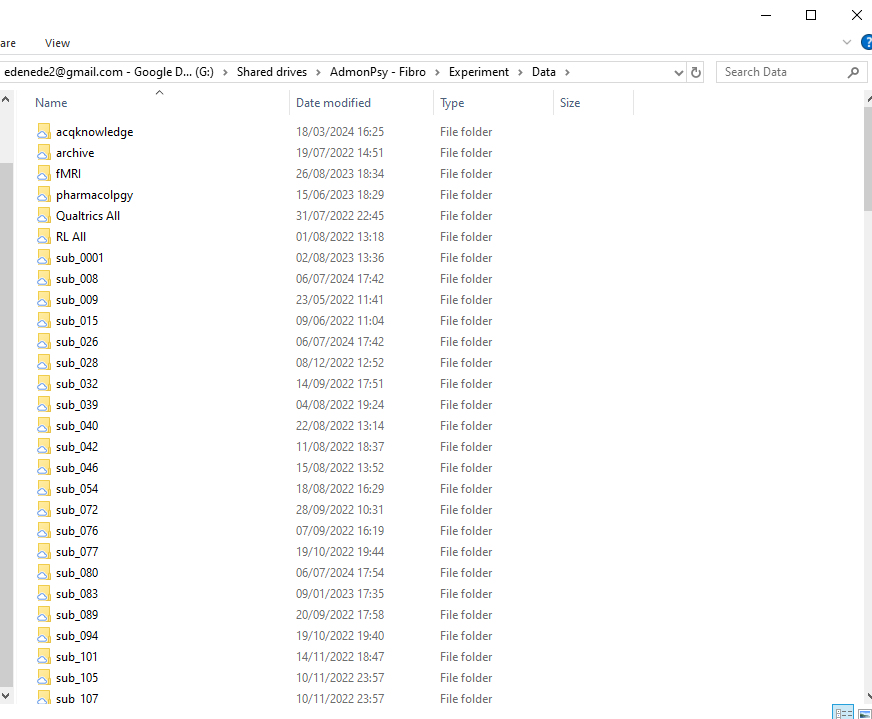 are View
edenede2@gmail.com - Google D... (G:) > Shared drives > AdmonPsy - Fibro > Experiment > Data > Search Data
Name Date modified Type Size
acqknowledge 18/03/2024 16:25 File folder
archive 19/07/2022 14:51 File folder
fMRI 26/08/2023 18:34 File folder
pharmacolpgy 15/06/2023 18:29 File folder
Qualtrics All 31/07/2022 22:45 File folder
RL All 01/08/2022 13:18 File folder
sub_0001 02/08/2023 13:36 File folder
sub_008 06/07/2024 17:42 File folder
sub_009 23/05/2022 11:41 File folder
sub_015 09/06/2022 11:04 File folder
sub_026 06/07/2024 17:42 File folder
sub_028 08/12/2022 12:52 File folder
sub_032 14/09/2022 17:51 File folder
sub_039 04/08/2022 19:24 File folder
sub_040 22/08/2022 13:14 File folder
sub_042 11/08/2022 18:37 File folder
sub_046 15/08/2022 13:52 File folder
sub_054 18/08/2022 16:29 File folder
sub_072 28/09/2022 10:31 File folder
sub_076 07/09/2022 16:19 File folder
sub_077 19/10/2022 19:44 File folder
sub_080 06/07/2024 17:54 File folder
sub_083 09/01/2023 17:35 File folder
sub_089 20/09/2022 17:58 File folder
sub_094 19/10/2022 19:40 File folder
sub_101 14/11/2022 18:47 File folder
sub_105 10/11/2022 23:57 File folder
sub_107 10/11/2022 23:57 File folder